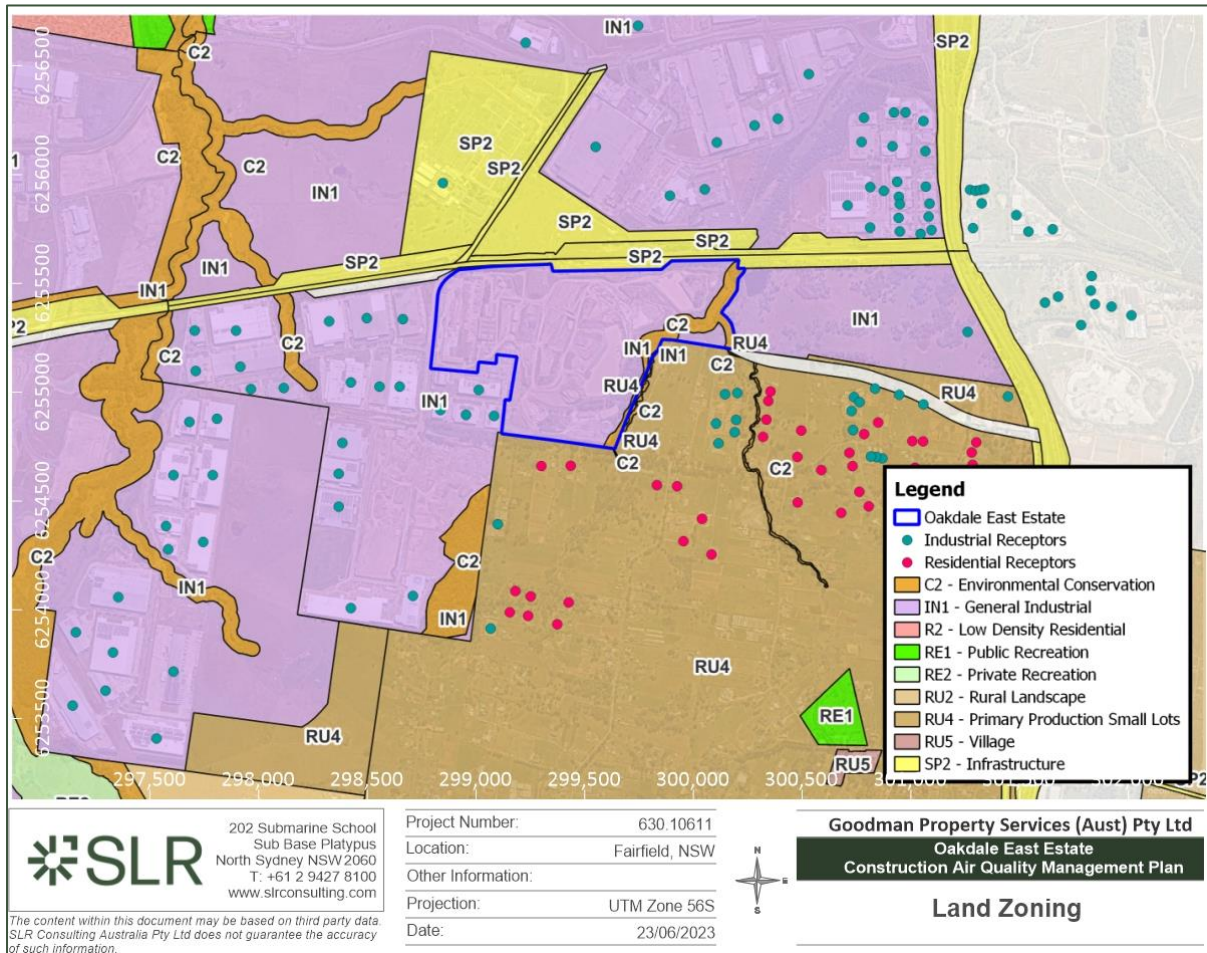 IN1
C2
SP2
6256500
SP2
C2
C2
SP2
1
IN1
SP2
6256000
SP2
SP2
SP2
IN1
SP2
SP2
6255500
IN1
P2
C2
IN1
C2
C2
IN1
IN1
RU4
C2
6255000
RU4
RU4
IN1
C2
RU4
C2
C2
6254500
C2
C2
IN1
IN1
6254000
RU4
RE1
RU4
6253500
RU5
297,500
298,000
298,500
299,000
299,500
300,000
300,500
Legend
Oakdale East Estate
Industrial Receptors
Residential Receptors
C2 - Environmental Conservation
IN1 - General Industrial
R2 - Low Density Residential
RE1 - Public Recreation
RE2 - Private Recreation
RU2 - Rural Landscape
RU4 - Primary Production Small Lots
RU5 - Village
SP2 - Infrastructure
SLR
202 Submarine School
Sub Base Platypus
North Sydney NSW 2060
T: +61 2 9427 8100
www.slrconsulting.com
The content within this document may be based on third party data.
SLR Consulting Australia Pty Ltd does not guarantee the accuracy
of such information.
Project Number: 630.10611
Location: Fairfield, NSW
Other Information:
Projection: UTM Zone 56S
Date: 23/06/2023
N
E
S
Goodman Property Services (Aust) Pty Ltd
Oakdale East Estate
Construction Air Quality Management Plan
Land Zoning